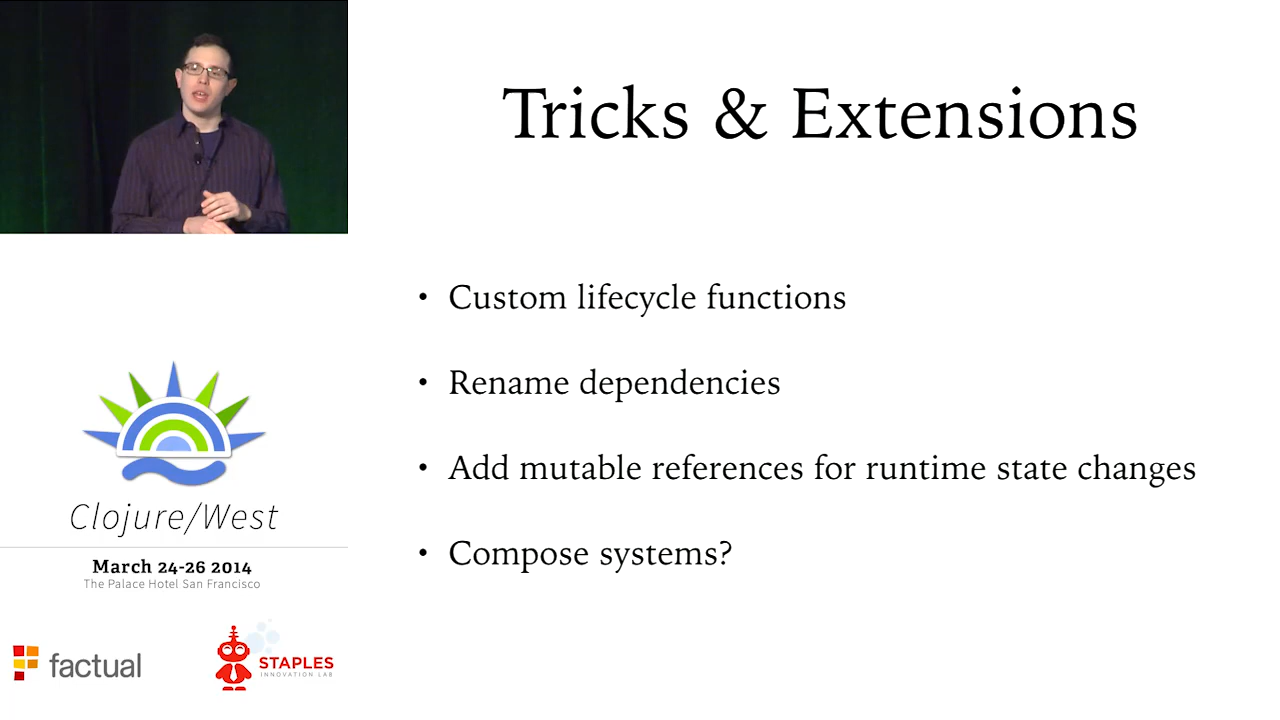 Tricks & Extensions
• Custom lifecycle functions
• Rename dependencies
• Add mutable references for runtime state changes
• Compose systems?
Clojure/West
March 24-26 2014
The Palace Hotel San Francisco
factual
STAPLES
INNOVATION LAB